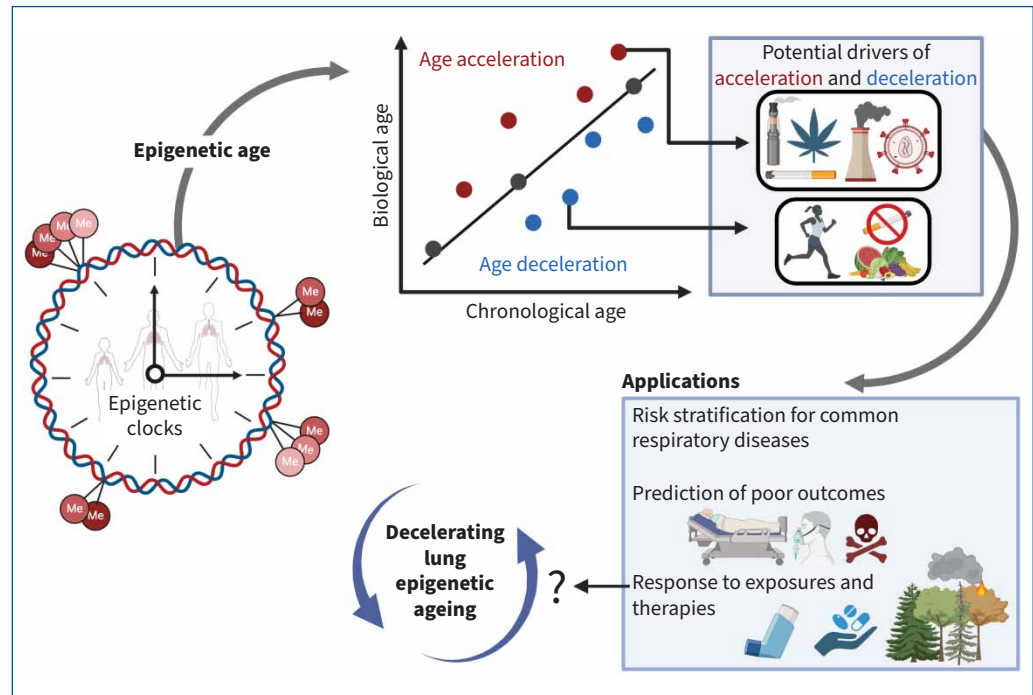 Epigenetic age
Me
Me
Me
Me
Me
Me
Me
Me
Me
Me
Me
Epigenetic
clocks
Age acceleration
Age deceleration
Biological age
Chronological age
Potential drivers of
acceleration and deceleration
Applications
Risk stratification for common
respiratory diseases
Prediction of poor outcomes
Response to exposures and
therapies
?
Decelerating
lung
epigenetic
ageing